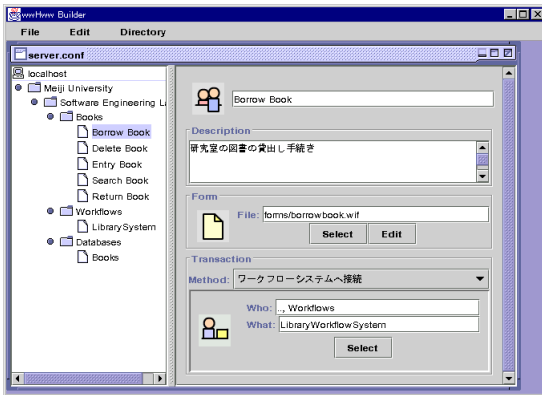 wwHww Builder
File Edit Directory
server.conf
localhost
Meiji University
Software Engineering L
Books
Borrow Book
Delete Book
Entry Book
Search Book
Return Book
Workflows
LibrarySystem
Databases
Books
Borrow Book
Description
研究室の図書の貸出し手続き
Form
File: forms/borrowbook.wif
Select Edit
Transaction
Method: ワークフローシステムへ接続
Who: .., Workflows
What: LibraryWorkflowSystem
Select